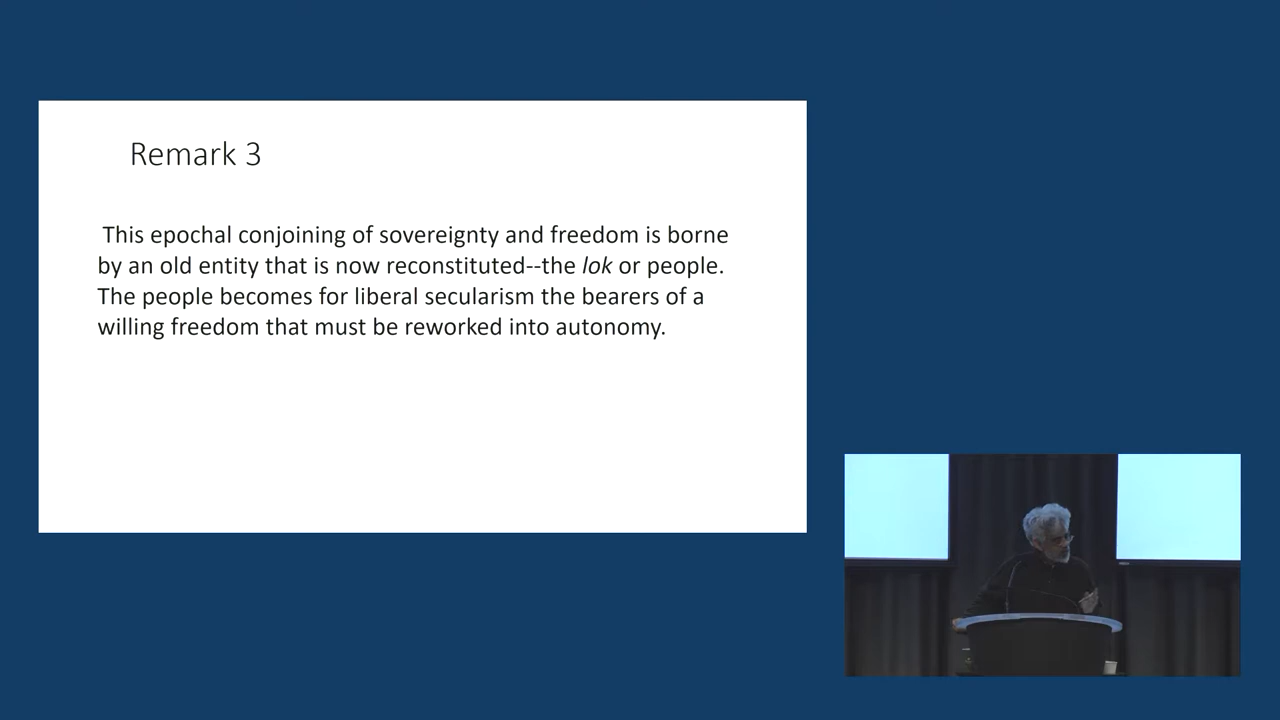 Remark 3
This epochal conjoining of sovereignty and freedom is borne
by an old entity that is now reconstituted--the lok or people.
The people becomes for liberal secularism the bearers of a
willing freedom that must be reworked into autonomy.